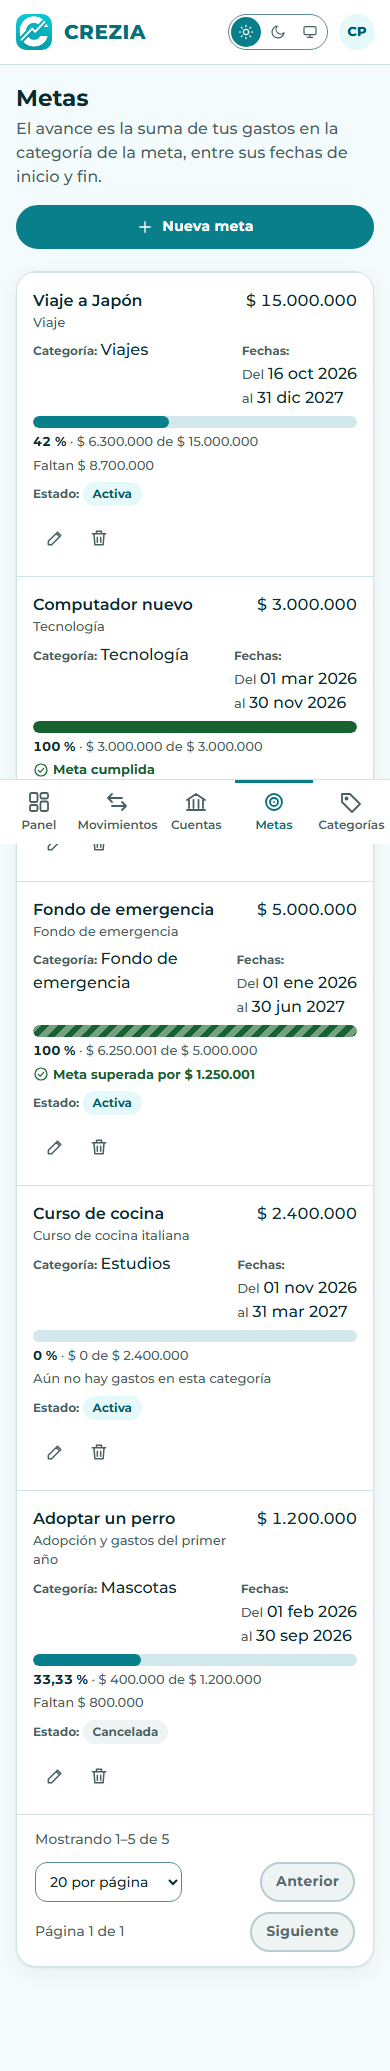 CREZIA
CP
Metas
El avance es la suma de tus gastos en la
categoría de la meta, entre sus fechas de
inicio y fin.
Nueva meta
Viaje a Japón $ 15.000.000
Viaje
Categoría: Viajes Fechas:
Del 16 oct 2026
al 31 dic 2027
42 % · $ 6.300.000 de $ 15.000.000
Faltan $ 8.700.000
Estado: Activa
Computador nuevo $ 3.000.000
Tecnología
Categoría: Tecnología Fechas:
Del 01 mar 2026
al 30 nov 2026
100 % · $ 3.000.000 de $ 3.000.000
Meta cumplida
Panel Movimientos Cuentas Metas Categorías
Fondo de emergencia $ 5.000.000
Fondo de emergencia
Categoría: Fondo de Fechas:
emergencia Del 01 ene 2026
al 30 jun 2027
100 % · $ 6.250.001 de $ 5.000.000
Meta superada por $ 1.250.001
Estado: Activa
Curso de cocina $ 2.400.000
Curso de cocina italiana
Categoría: Estudios Fechas:
Del 01 nov 2026
al 31 mar 2027
0 % · $ 0 de $ 2.400.000
Aún no hay gastos en esta categoría
Estado: Activa
Adoptar un perro $ 1.200.000
Adopción y gastos del primer
año
Categoría: Mascotas Fechas:
Del 01 feb 2026
al 30 sep 2026
33,33 % · $ 400.000 de $ 1.200.000
Faltan $ 800.000
Estado: Cancelada
Mostrando 1–5 de 5
20 por página Anterior
Página 1 de 1 Siguiente